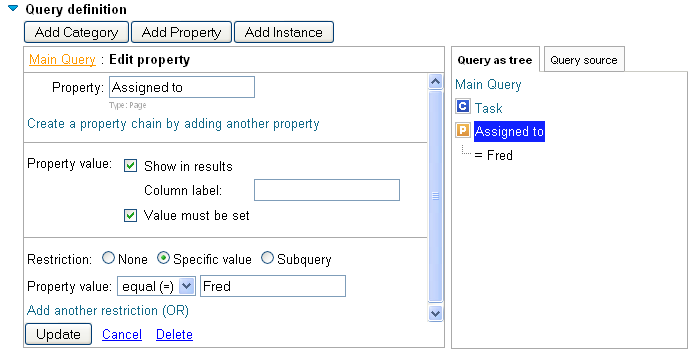 Query definition
Add Category Add Property Add Instance
Main Query : Edit property
Property: Assigned to
Type: Page
Create a property chain by adding another property
Property value: Show in results
Column label:
Value must be set
Restriction: None Specific value Subquery
Property value: equal (=) Fred
Add another restriction (OR)
Update Cancel Delete
Query as tree Query source
Main Query
C Task
P Assigned to
= Fred